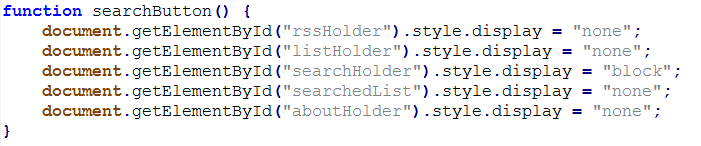 function searchButton() {
    document.getElementById("rssHolder").style.display = "none";
    document.getElementById("listHolder").style.display = "none";
    document.getElementById("searchHolder").style.display = "block";
    document.getElementById("searchedList").style.display = "none";
    document.getElementById("aboutHolder").style.display = "none";
}